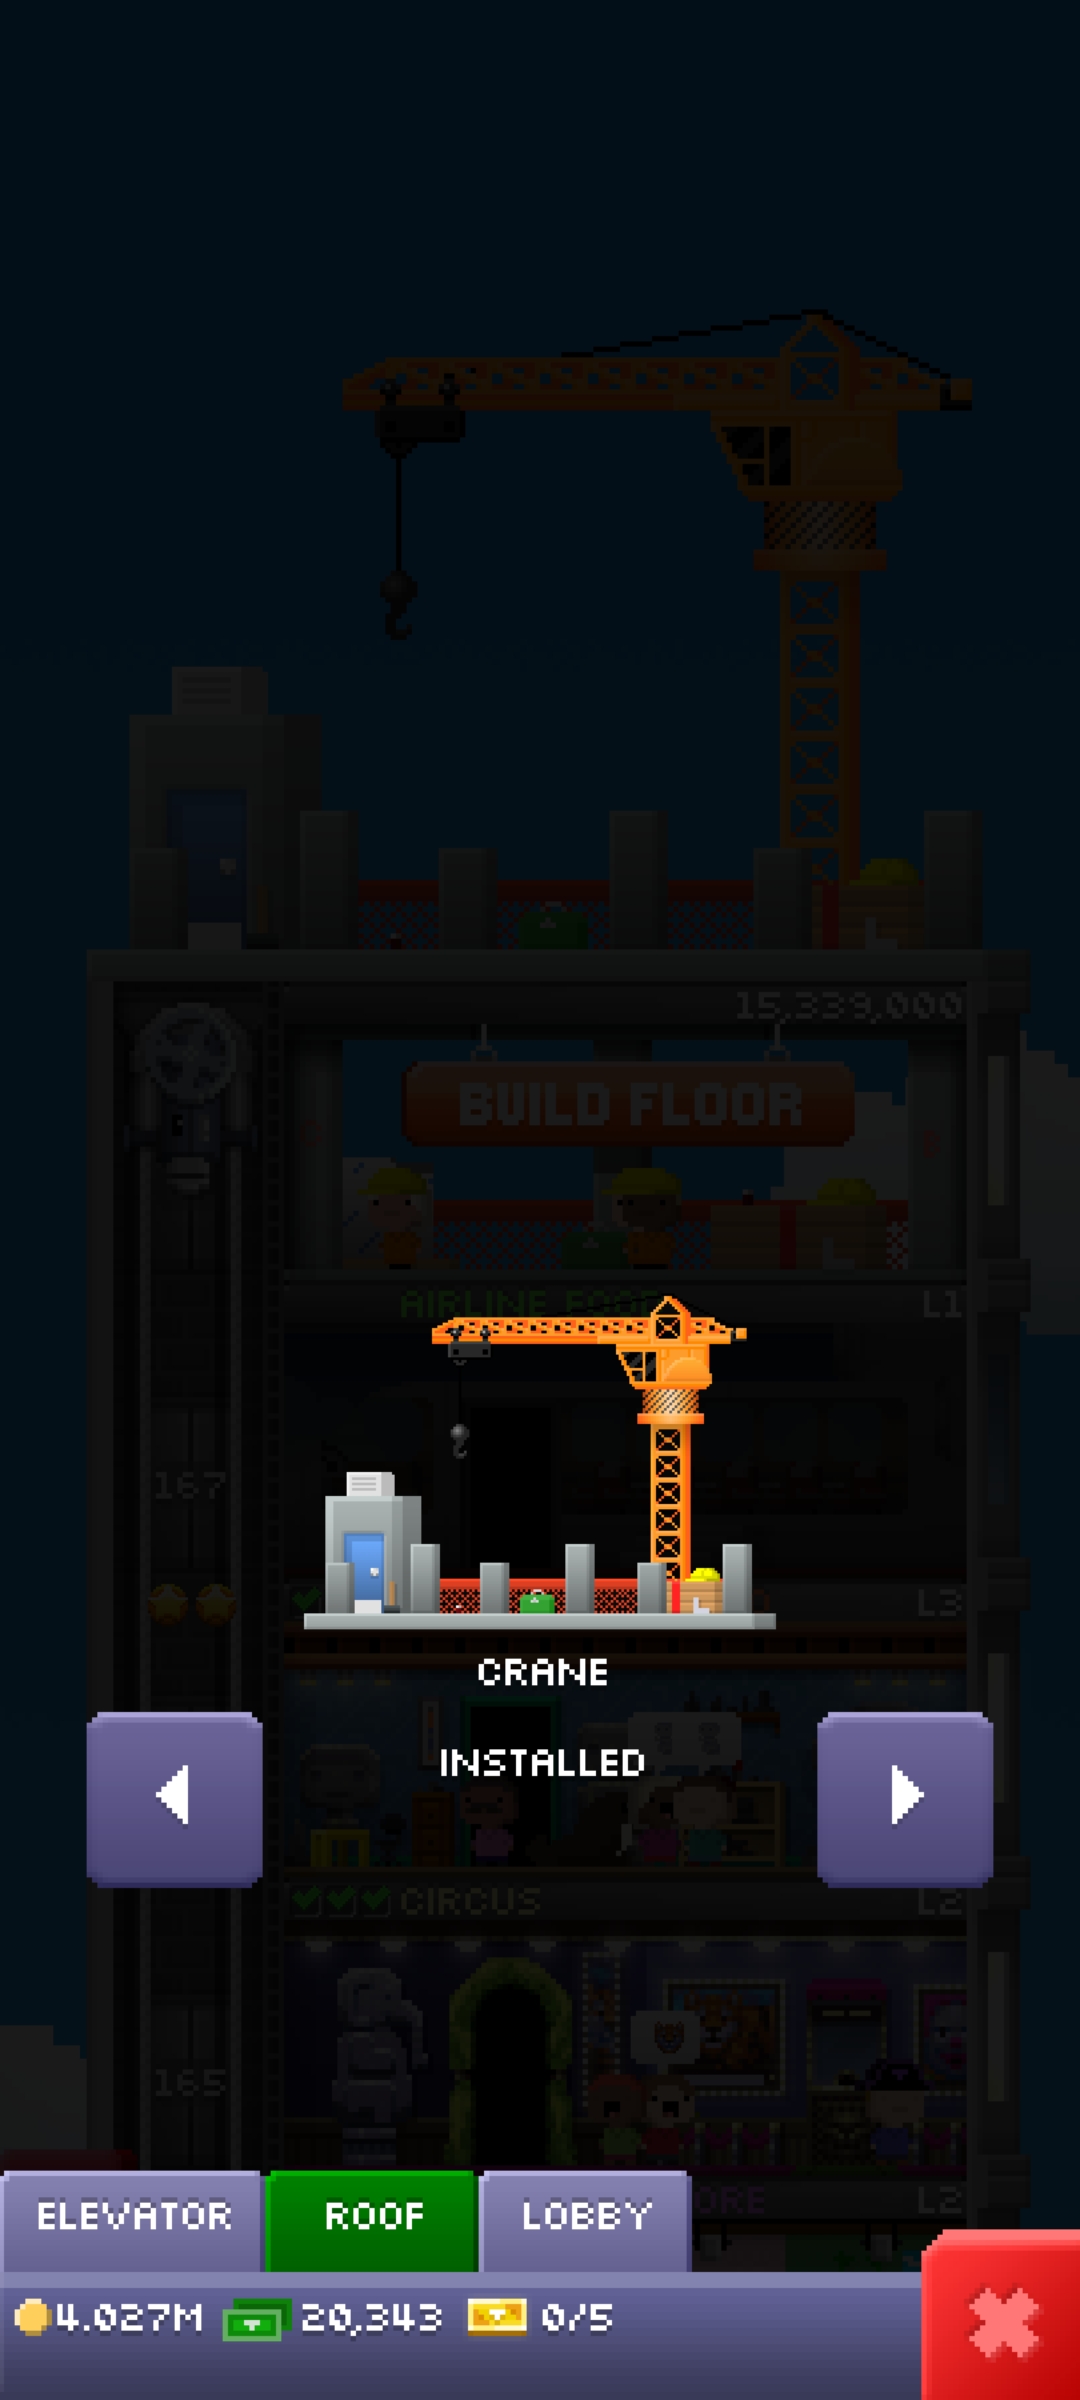 15,339,000
BUILD FLOOR
AIRLINE FOOD
L1
167
L3
CRANE
INSTALLED
CIRCUS
L2
165
ORE
L2
ELEVATOR
ROOF
LOBBY
4.027M
20,343
0/5